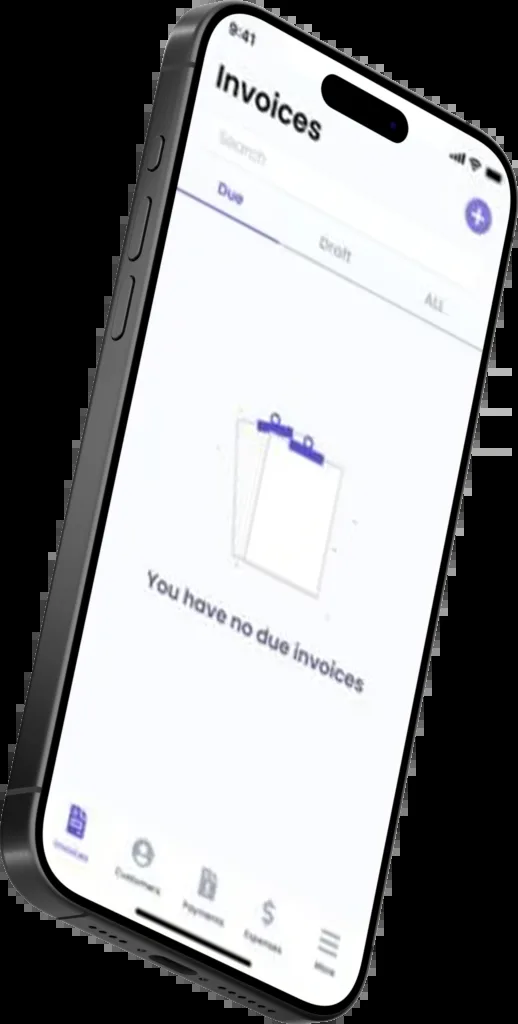 9:41
Invoices
Search
Due
Draft
ALL
You have no due invoices
Invoices
Customers
Payments
Expenses
More